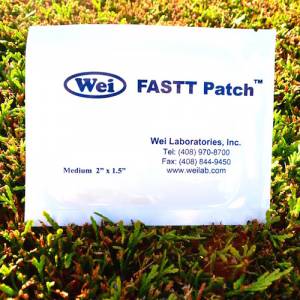 Wei FASTT Patch™
Wei Laboratories, Inc.
Tel: (408) 970-8700
Fax: (408) 844-9450
www.weilab.com
Medium 2" x 1.5"